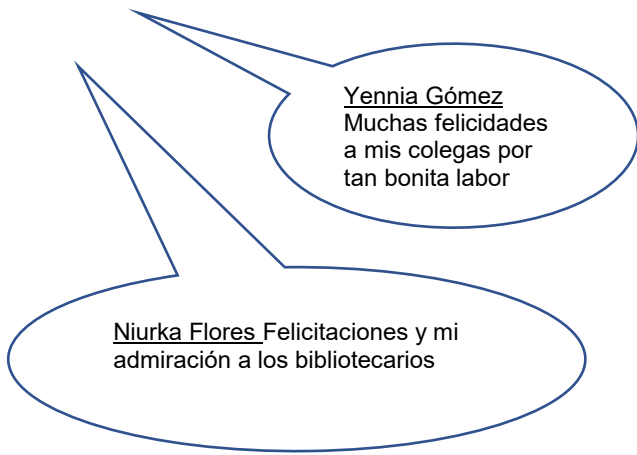 Yennia Gómez
Muchas felicidades
a mis colegas por
tan bonita labor
Niurka Flores Felicitaciones y mi
admiración a los bibliotecarios